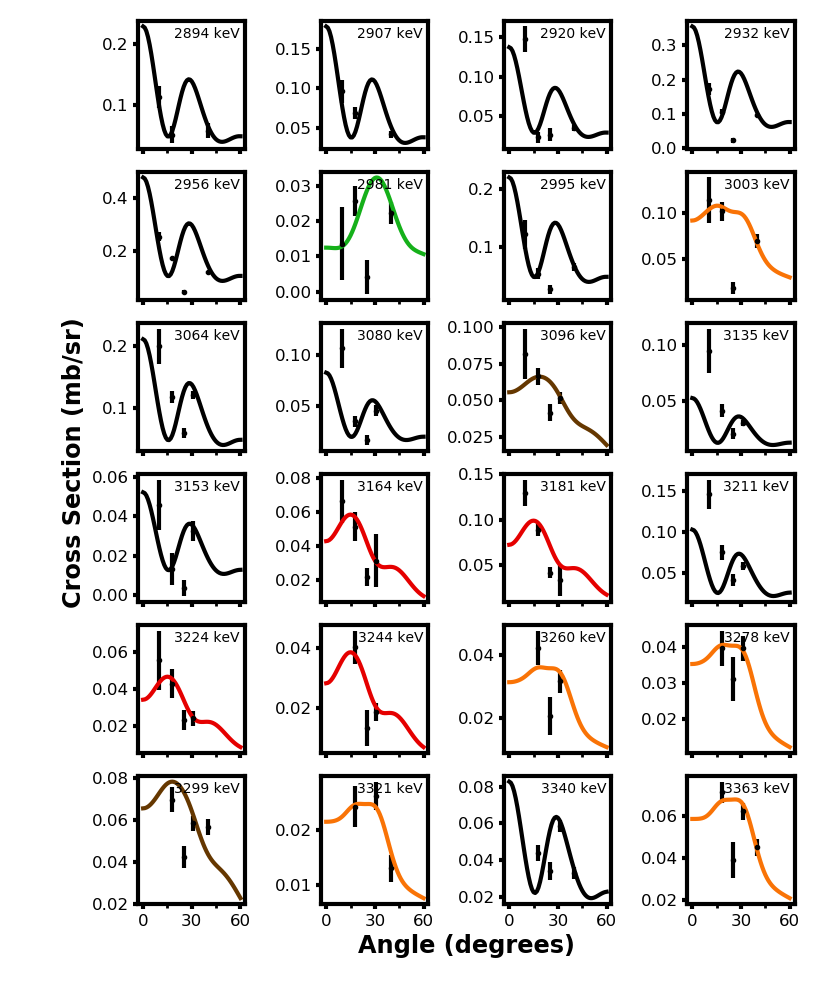 2894 keV
2907 keV
2920 keV
2932 keV
0.2
0.1
0.15
0.10
0.05
0.15
0.10
0.05
0.3
0.2
0.1
0.0
2956 keV
2981 keV
2995 keV
3003 keV
0.4
0.2
0.03
0.02
0.01
0.00
0.2
0.1
0.10
0.05
3064 keV
3080 keV
3096 keV
3135 keV
0.2
0.1
0.10
0.05
0.100
0.075
0.050
0.025
0.10
0.05
3153 keV
3164 keV
3181 keV
3211 keV
0.06
0.04
0.02
0.00
0.08
0.06
0.04
0.02
0.15
0.10
0.05
0.15
0.10
0.05
3224 keV
3244 keV
3260 keV
3278 keV
0.06
0.04
0.02
0.04
0.02
0.04
0.02
0.04
0.03
0.02
3299 keV
3321 keV
3340 keV
3363 keV
0.08
0.06
0.04
0.02
0.02
0.01
0.08
0.06
0.04
0.02
0.06
0.04
0.02
0 30 60
0 30 60
0 30 60
0 30 60
Cross Section (mb/sr)
Angle (degrees)